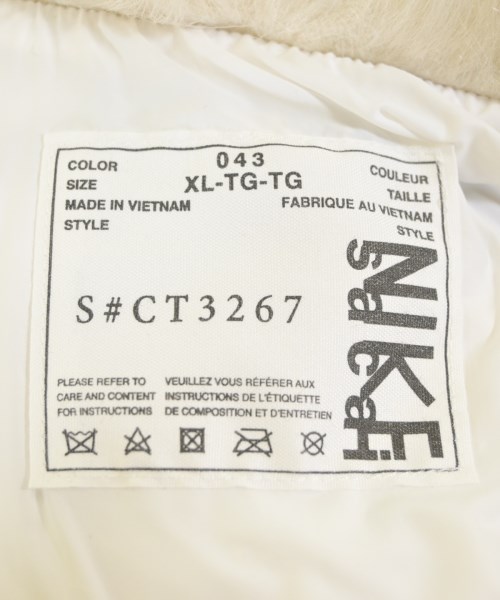 COLOR 043 COULEUR
SIZE XL-TG-TG TAILLE
MADE IN VIETNAM FABRIQUE AU VIETNAM
STYLE STYLE
S#CT3267
NIKE
sacai
PLEASE REFER TO
CARE AND CONTENT
FOR INSTRUCTIONS
VEUILLEZ VOUS RÉFÉRER AUX
INSTRUCTIONS DE L'ÉTIQUETTE
DE COMPOSITION ET D'ENTRETIEN